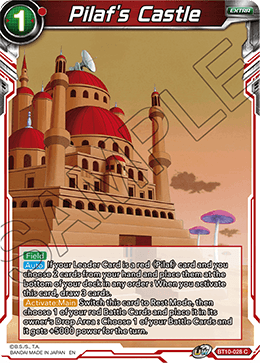 1
Pilaf's Castle
EXTRA
SAMPLE
Field
Auto If your Leader Card is a red《Pilaf》card and you
choose 2 cards from your hand and place them at the
bottom of your deck in any order : When you activate
this card, draw 3 cards.
Activate:Main Switch this card to Rest Mode, then
choose 1 of your red Battle Cards and place it in its
owner's Drop Area : Choose 1 of your Battle Cards and
it gets +5000 power for the turn.
©B.S./S., T.A.
BANDAI MADE IN JAPAN EN
BT10-028 C